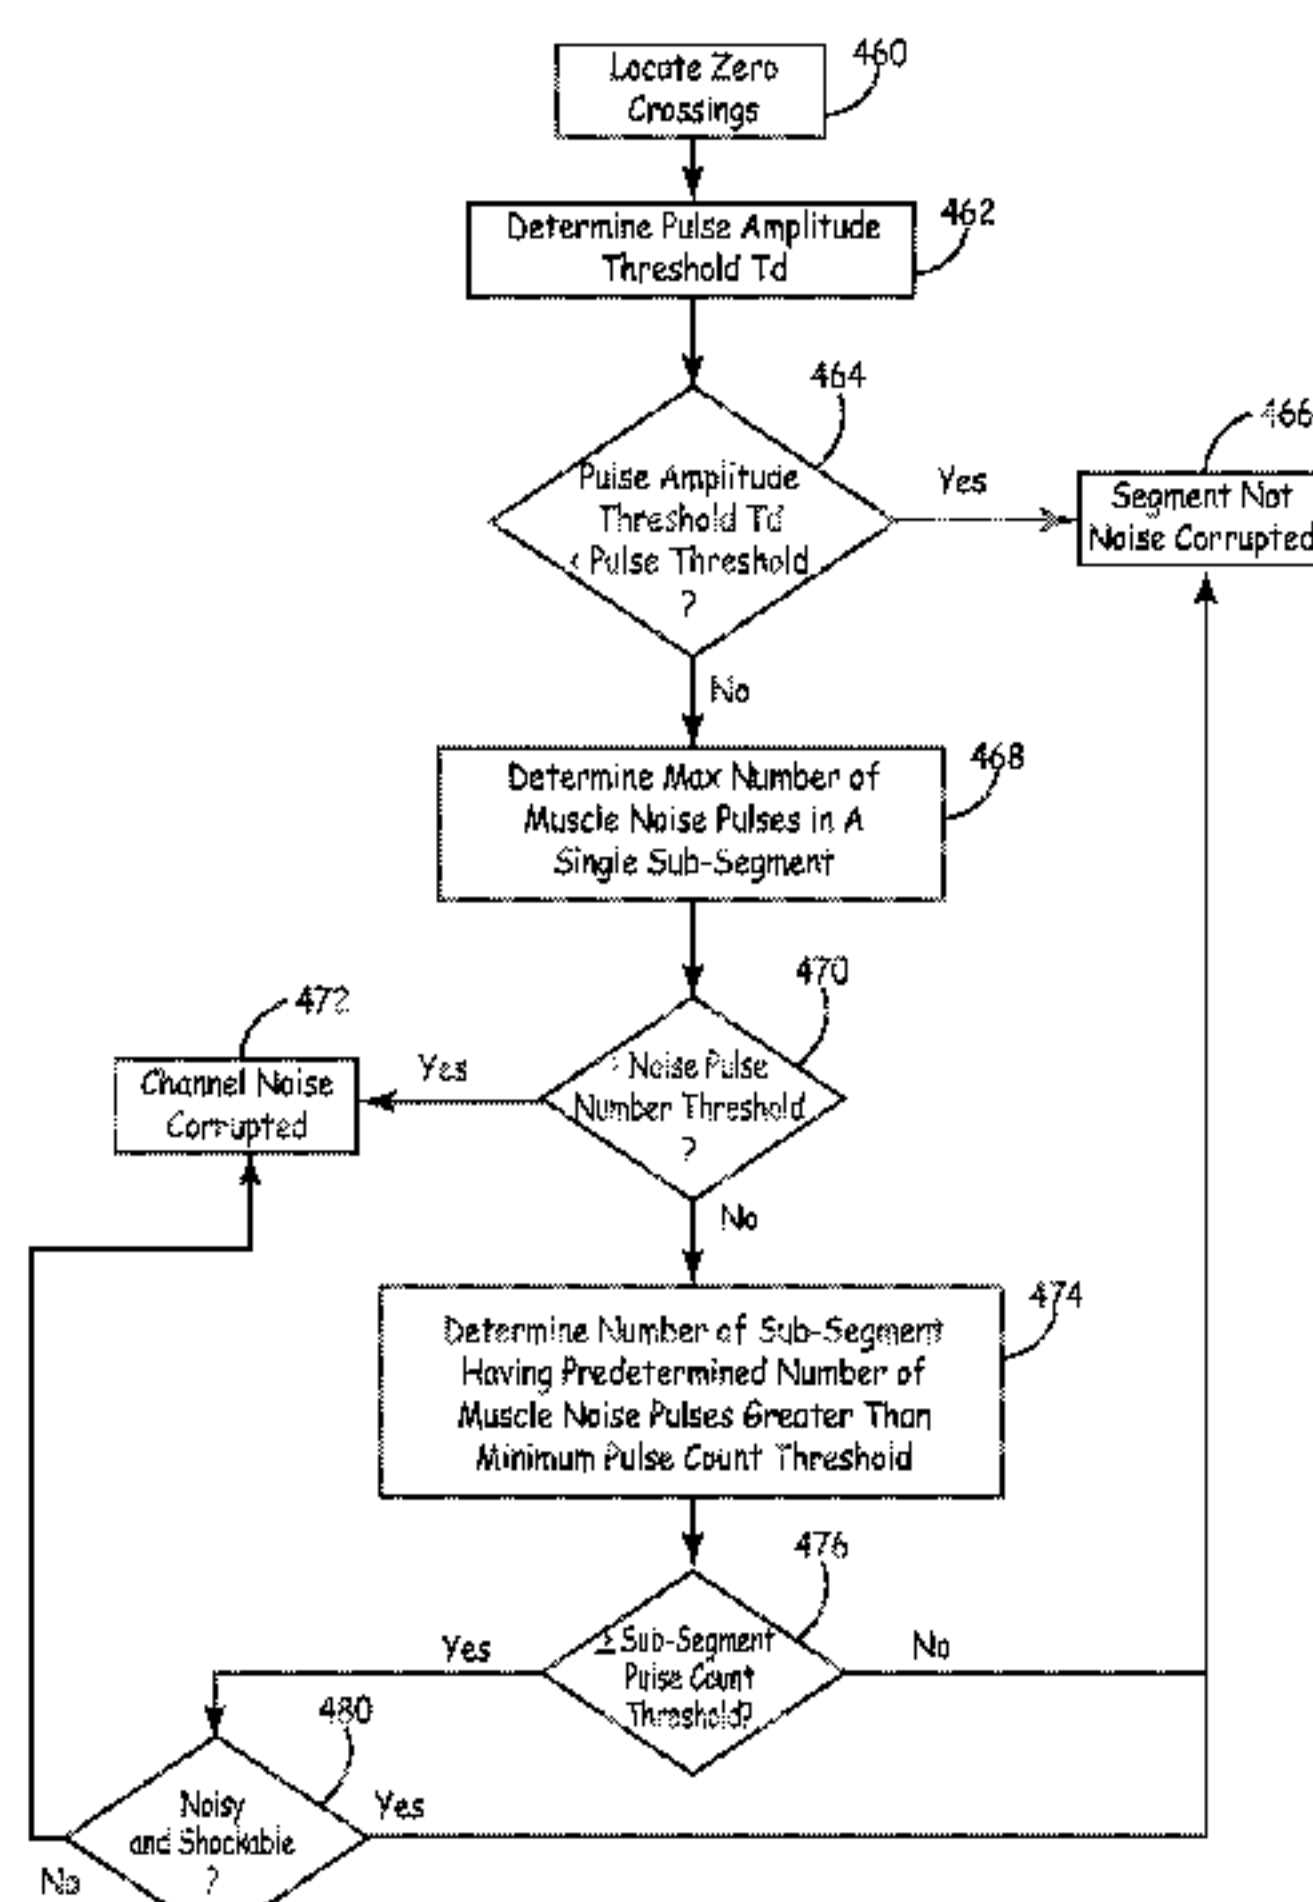 460
Locate Zero
Crossings
462
Determine Pulse Amplitude
Threshold Td
464
Pulse Amplitude
Threshold Td
< Pulse Threshold
?
Yes
466
Segment Not
Noise Corrupted
No
468
Determine Max Number of
Muscle Noise Pulses in A
Single Sub-Segment
470
Noise Pulse
Number Threshold
?
Yes
472
Channel Noise
Corrupted
No
474
Determine Number of Sub-Segment
Having Predetermined Number of
Muscle Noise Pulses Greater Than
Minimum Pulse Count Threshold
476
≥ Sub-Segment
Pulse Count
Threshold?
Yes
No
480
Noisy
and Shockable
?
Yes
No